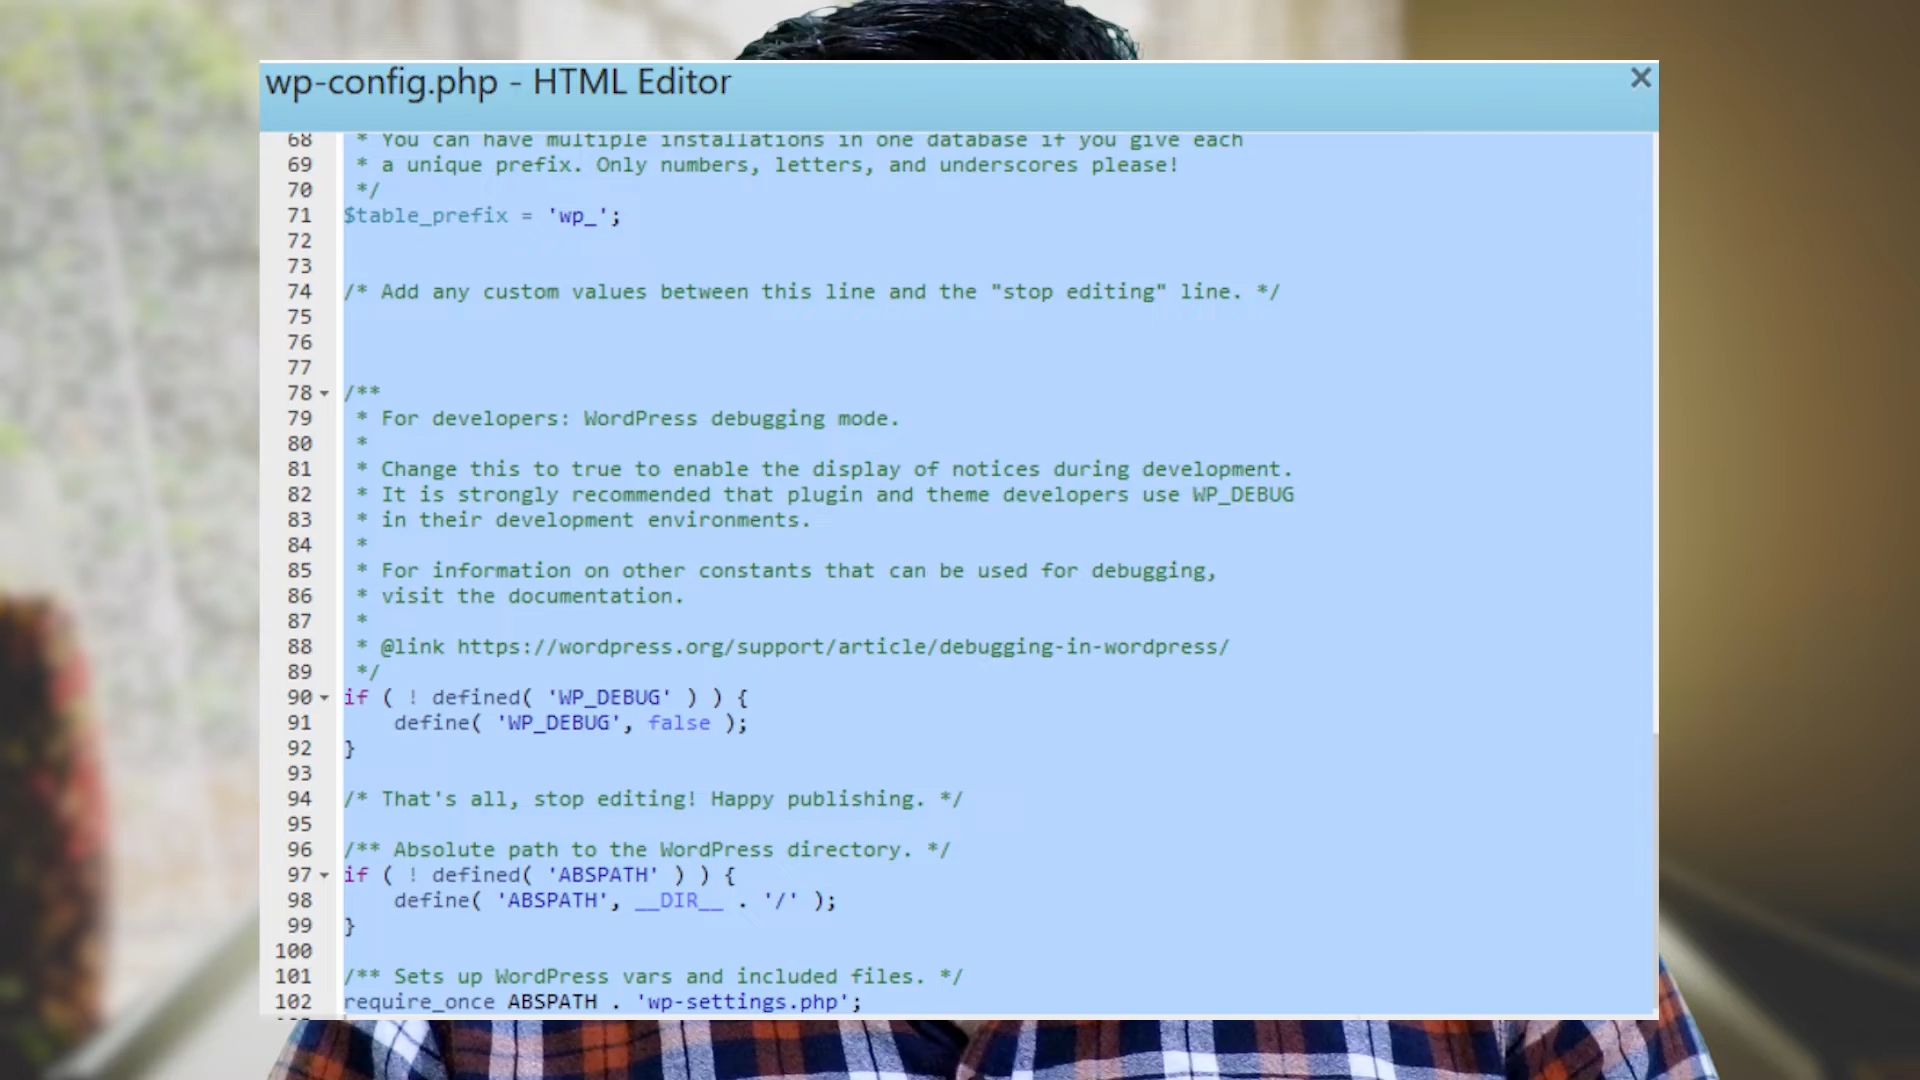 wp-config.php - HTML Editor
68 * You can have multiple installations in one database if you give each
69 * a unique prefix. Only numbers, letters, and underscores please!
70 */
71 $table_prefix = 'wp_';
72
73
74 /* Add any custom values between this line and the "stop editing" line. */
75
76
77
78 /**
79 * For developers: WordPress debugging mode.
80 *
81 * Change this to true to enable the display of notices during development.
82 * It is strongly recommended that plugin and theme developers use WP_DEBUG
83 * in their development environments.
84 *
85 * For information on other constants that can be used for debugging,
86 * visit the documentation.
87 *
88 * @link https://wordpress.org/support/article/debugging-in-wordpress/
89 */
90 if ( ! defined( 'WP_DEBUG' ) ) {
91 define( 'WP_DEBUG', false );
92 }
93
94 /* That's all, stop editing! Happy publishing. */
95
96 /** Absolute path to the WordPress directory. */
97 if ( ! defined( 'ABSPATH' ) ) {
98 define( 'ABSPATH', __DIR__ . '/' );
99 }
100
101 /** Sets up WordPress vars and included files. */
102 require_once ABSPATH . 'wp-settings.php';